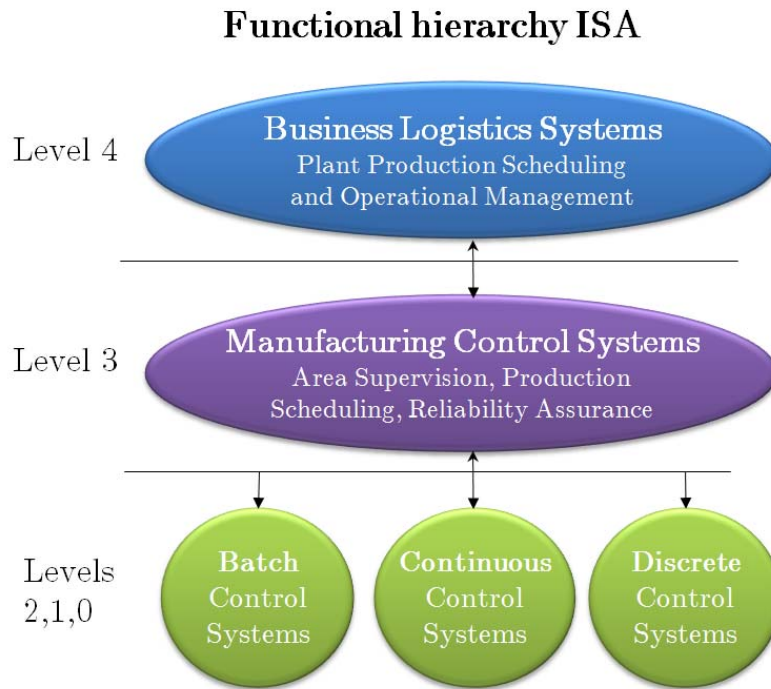 Functional hierarchy ISA
Level 4
Business Logistics Systems
Plant Production Scheduling
and Operational Management
Level 3
Manufacturing Control Systems
Area Supervision, Production
Scheduling, Reliability Assurance
Levels
2,1,0
Batch
Control
Systems
Continuous
Control
Systems
Discrete
Control
Systems